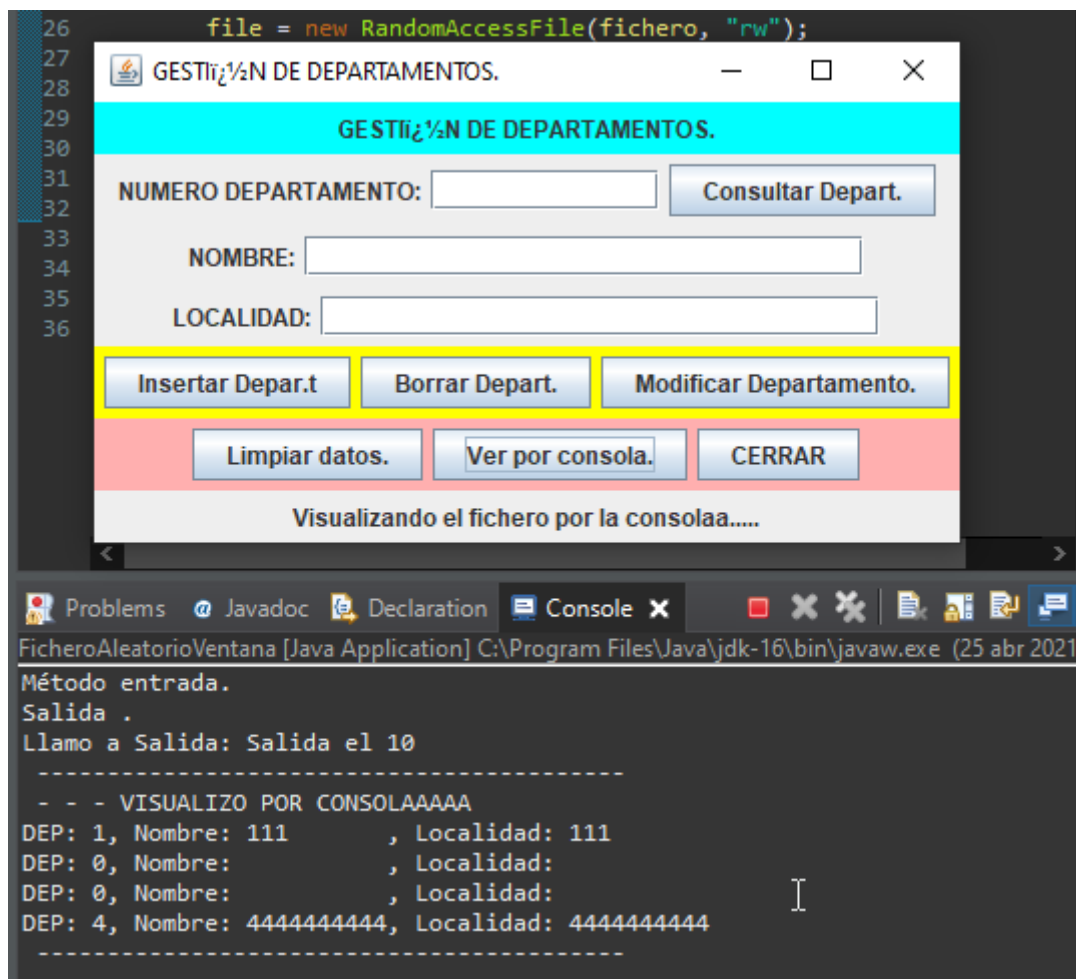 26 file = new RandomAccessFile(fichero, "rw");
27
28
29
30
31
32
33
34
35
36
GESTIï¿½N DE DEPARTAMENTOS.
GESTIï¿½N DE DEPARTAMENTOS.
NUMERO DEPARTAMENTO: Consultar Depart.
NOMBRE:
LOCALIDAD:
Insertar Depar.t Borrar Depart. Modificar Departamento.
Limpiar datos. Ver por consola. CERRAR
Visualizando el fichero por la consolaa.....
Problems @ Javadoc Declaration Console
FicheroAleatorioVentana [Java Application] C:\Program Files\Java\jdk-16\bin\javaw.exe (25 abr 2021
Método entrada.
Salida .
Llamo a Salida: Salida el 10
------------------------------------------
- - - VISUALIZO POR CONSOLAAAAA
DEP: 1, Nombre: 111       , Localidad: 111
DEP: 0, Nombre:           , Localidad:
DEP: 0, Nombre:           , Localidad:
DEP: 4, Nombre: 4444444444, Localidad: 4444444444
------------------------------------------